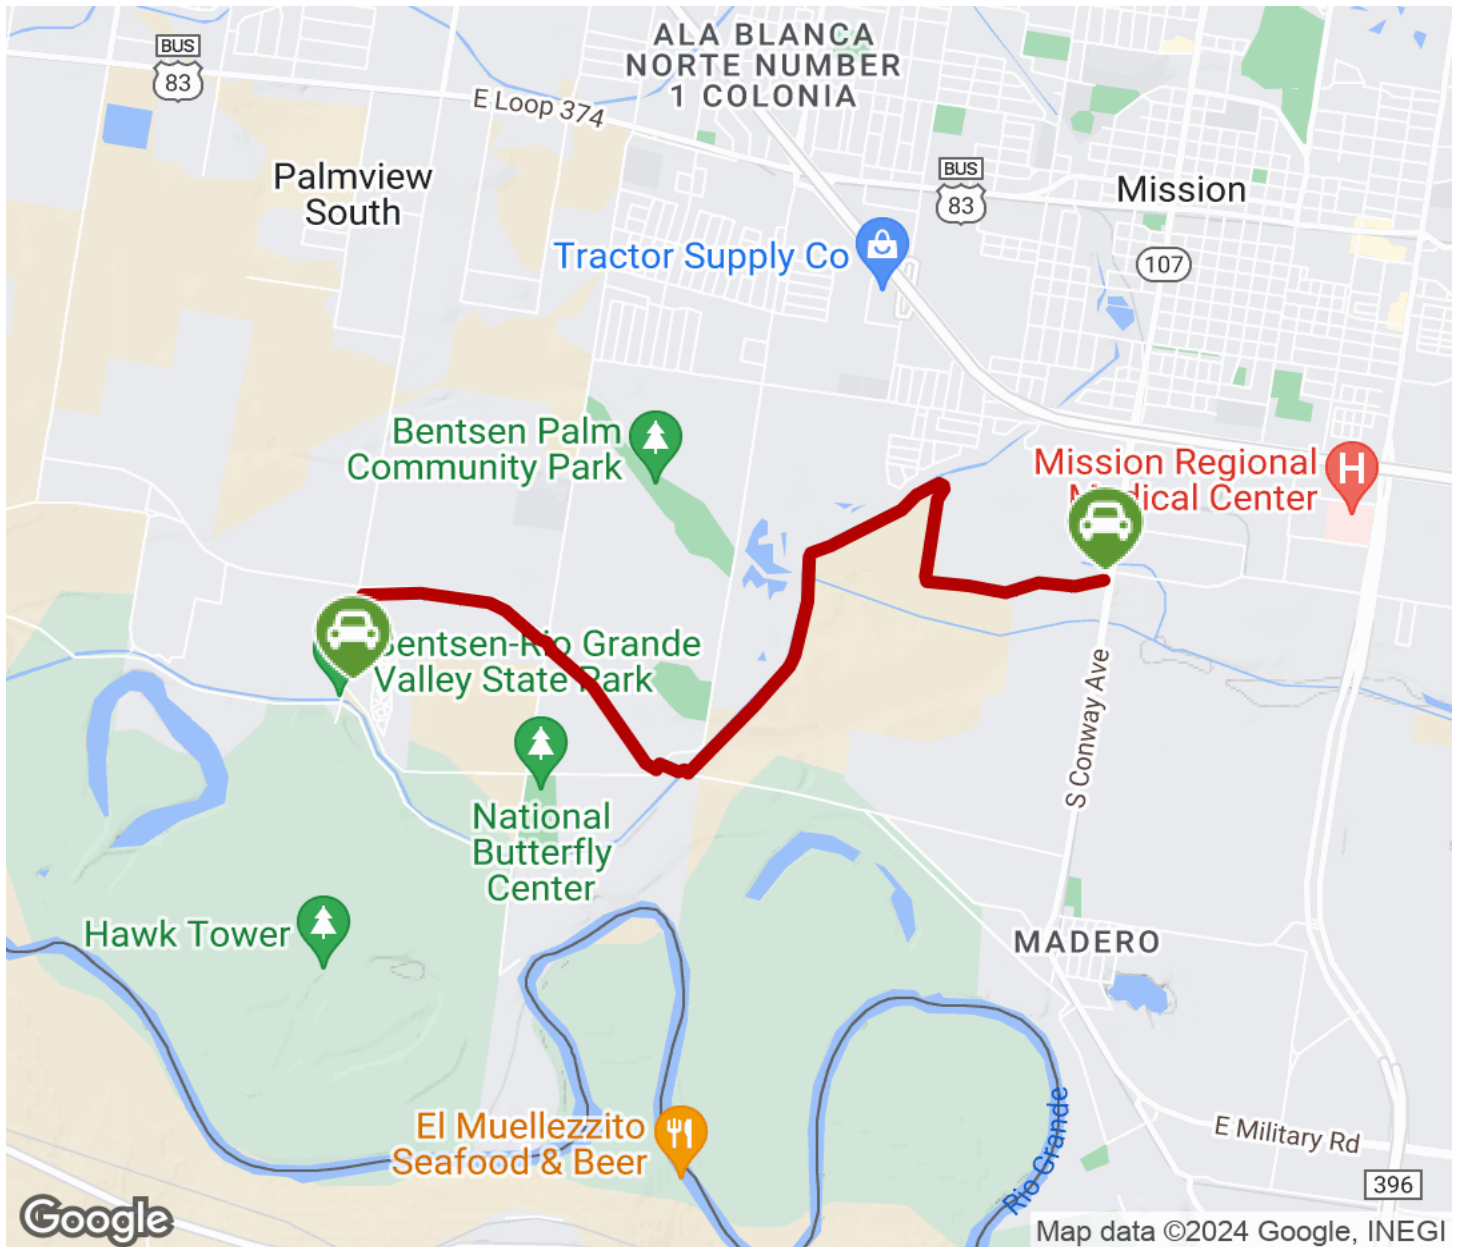 ALA BLANCA
NORTE NUMBER
1 COLONIA
BUS
83
E Loop 374
Palmview
South
BUS
83
Mission
Tractor Supply Co
107
Bentsen Palm
Community Park
Mission Regional
Medical Center
H
Bentsen-Rio Grande
Valley State Park
S Conway Ave
National
Butterfly
Center
Hawk Tower
MADERO
El Muellezzito
Seafood & Beer
Rio Grande
E Military Rd
396
Google
Map data ©2024 Google, INEGI